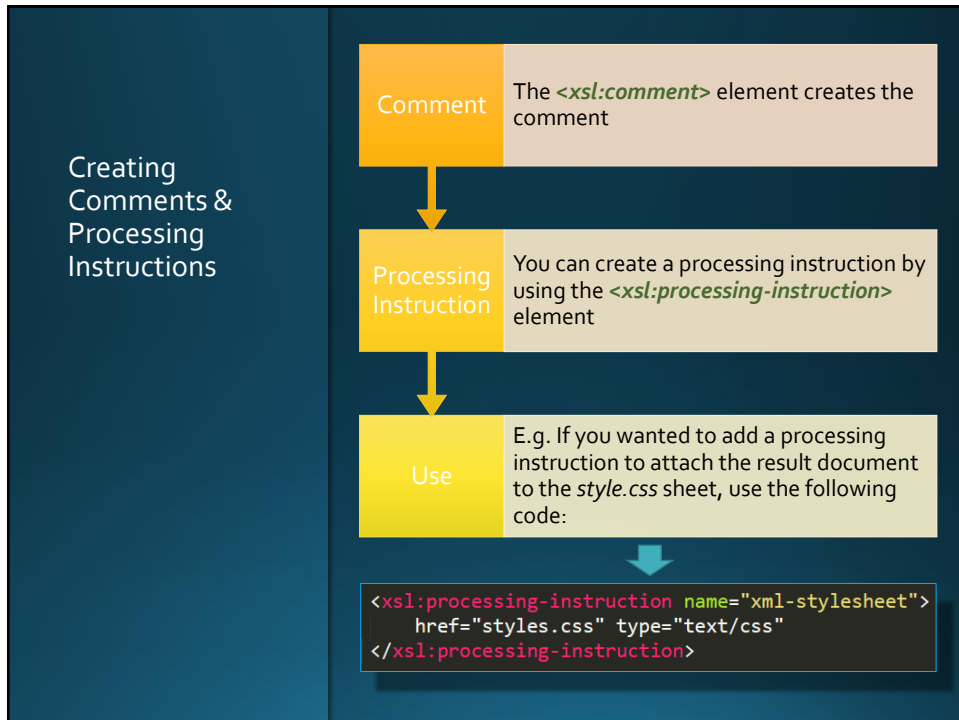 Creating
Comments &
Processing
Instructions
Comment
The <xsl:comment> element creates the
comment
Processing
Instruction
You can create a processing instruction by
using the <xsl:processing-instruction>
element
Use
E.g. If you wanted to add a processing
instruction to attach the result document
to the style.css sheet, use the following
code:
<xsl:processing-instruction name="xml-stylesheet">
    href="styles.css" type="text/css"
</xsl:processing-instruction>